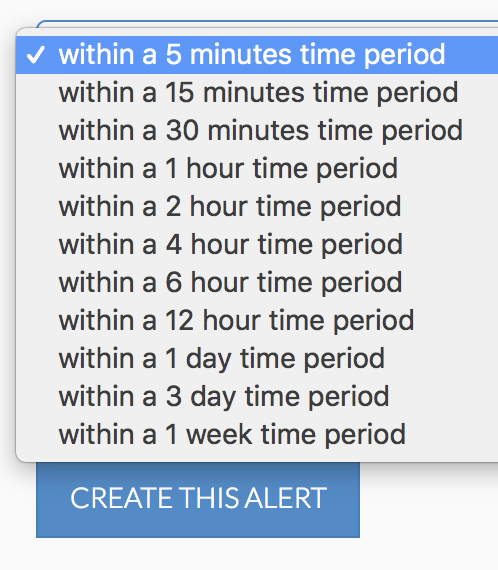 ✓ within a 5 minutes time period
within a 15 minutes time period
within a 30 minutes time period
within a 1 hour time period
within a 2 hour time period
within a 4 hour time period
within a 6 hour time period
within a 12 hour time period
within a 1 day time period
within a 3 day time period
within a 1 week time period
CREATE THIS ALERT